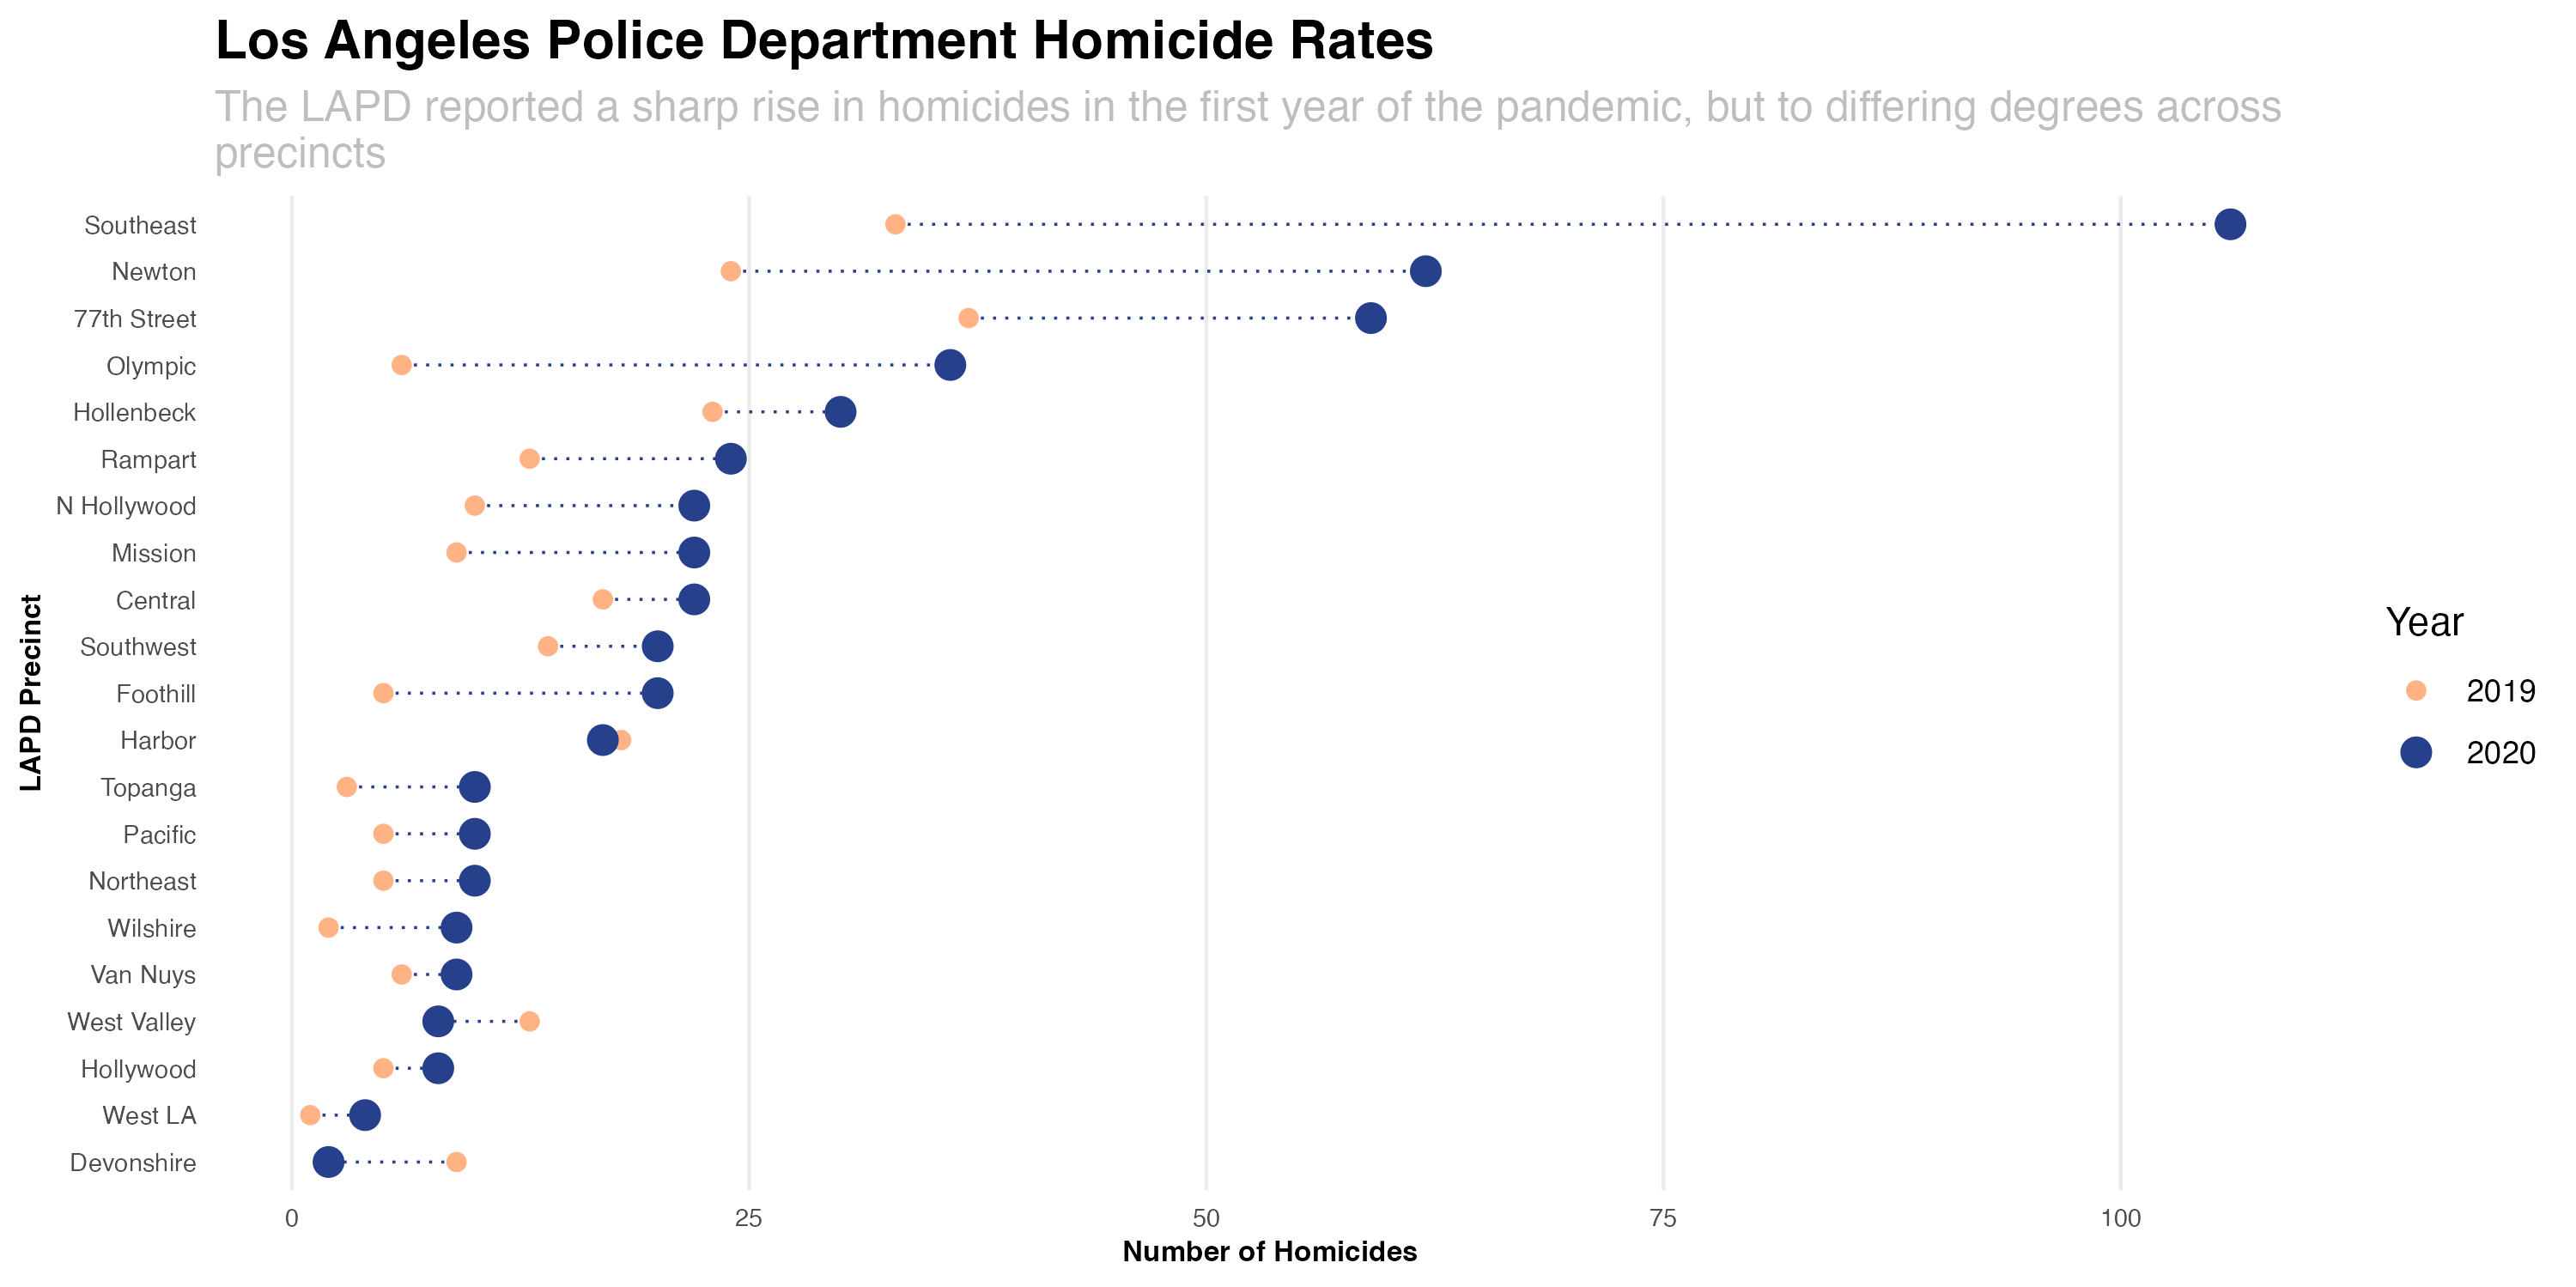 Los Angeles Police Department Homicide Rates
The LAPD reported a sharp rise in homicides in the first year of the pandemic, but to differing degrees across
precincts
Southeast
Newton
77th Street
Olympic
Hollenbeck
Rampart
N Hollywood
Mission
Central
Southwest
Foothill
Harbor
Topanga
Pacific
Northeast
Wilshire
Van Nuys
West Valley
Hollywood
West LA
Devonshire
LAPD Precinct
0 25 50 75 100
Number of Homicides
Year
2019
2020